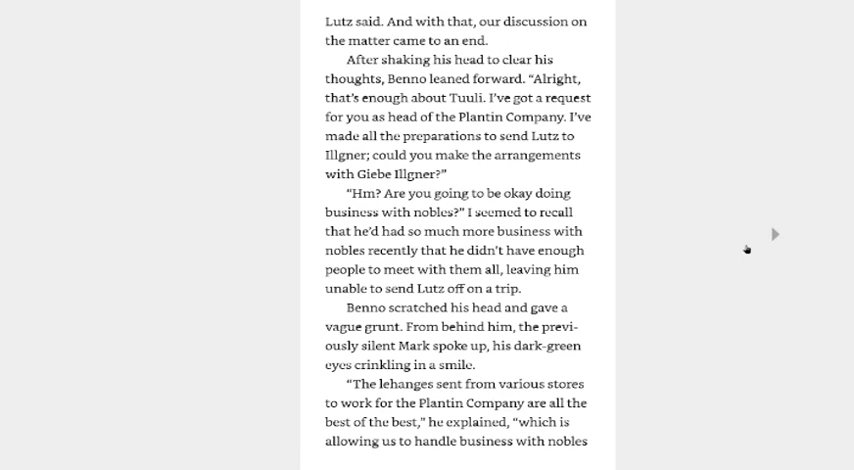 Lutz said. And with that, our discussion on
the matter came to an end.
After shaking his head to clear his
thoughts, Benno leaned forward. “Alright,
that’s enough about Tuuli. I’ve got a request
for you as head of the Plantin Company. I’ve
made all the preparations to send Lutz to
Illgner; could you make the arrangements
with Giebe Illgner?”
“Hm? Are you going to be okay doing
business with nobles?” I seemed to recall
that he’d had so much more business with
nobles recently that he didn’t have enough
people to meet with them all, leaving him
unable to send Lutz off on a trip.
Benno scratched his head and gave a
vague grunt. From behind him, the previ-
ously silent Mark spoke up, his dark-green
eyes crinkling in a smile.
“The lehanges sent from various stores
to work for the Plantin Company are all the
best of the best,” he explained, “which is
allowing us to handle business with nobles